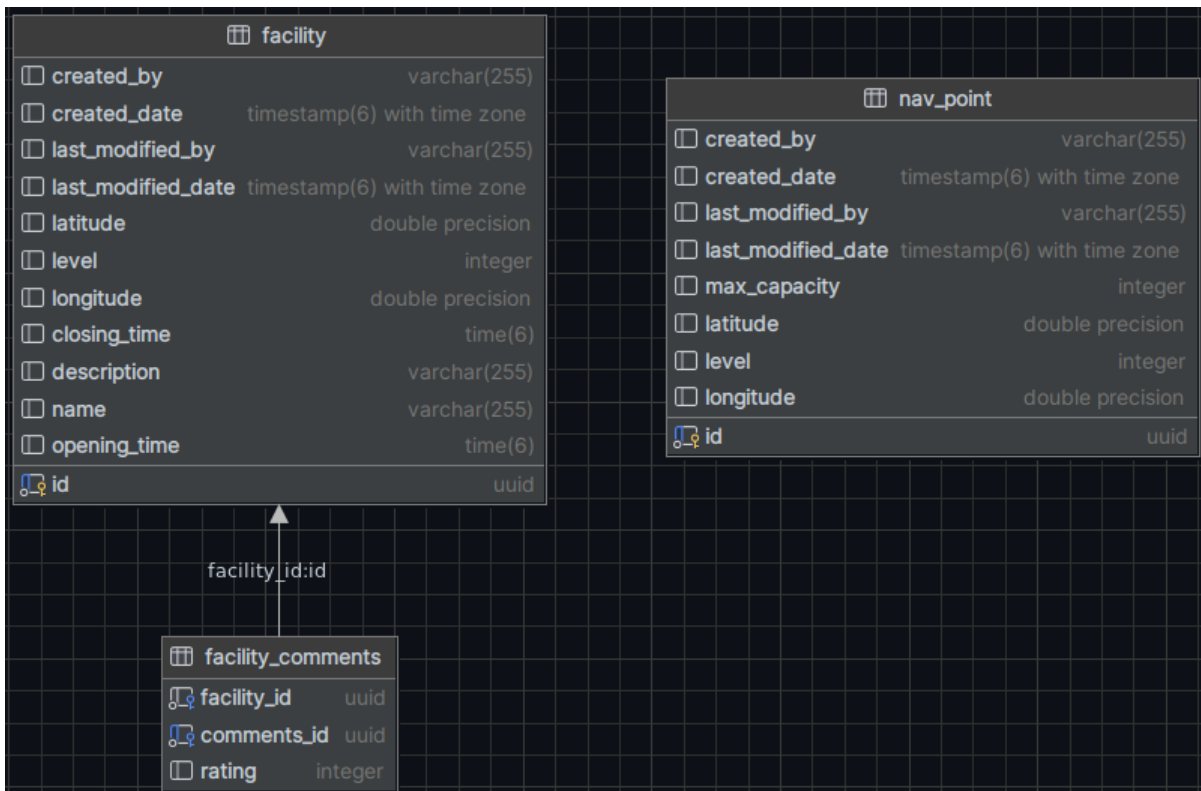 facility
created_by varchar(255)
created_date timestamp(6) with time zone
last_modified_by varchar(255)
last_modified_date timestamp(6) with time zone
latitude double precision
level integer
longitude double precision
closing_time time(6)
description varchar(255)
name varchar(255)
opening_time time(6)
id uuid
nav_point
created_by varchar(255)
created_date timestamp(6) with time zone
last_modified_by varchar(255)
last_modified_date timestamp(6) with time zone
max_capacity integer
latitude double precision
level integer
longitude double precision
id uuid
facility_id:id
facility_comments
facility_id uuid
comments_id uuid
rating integer